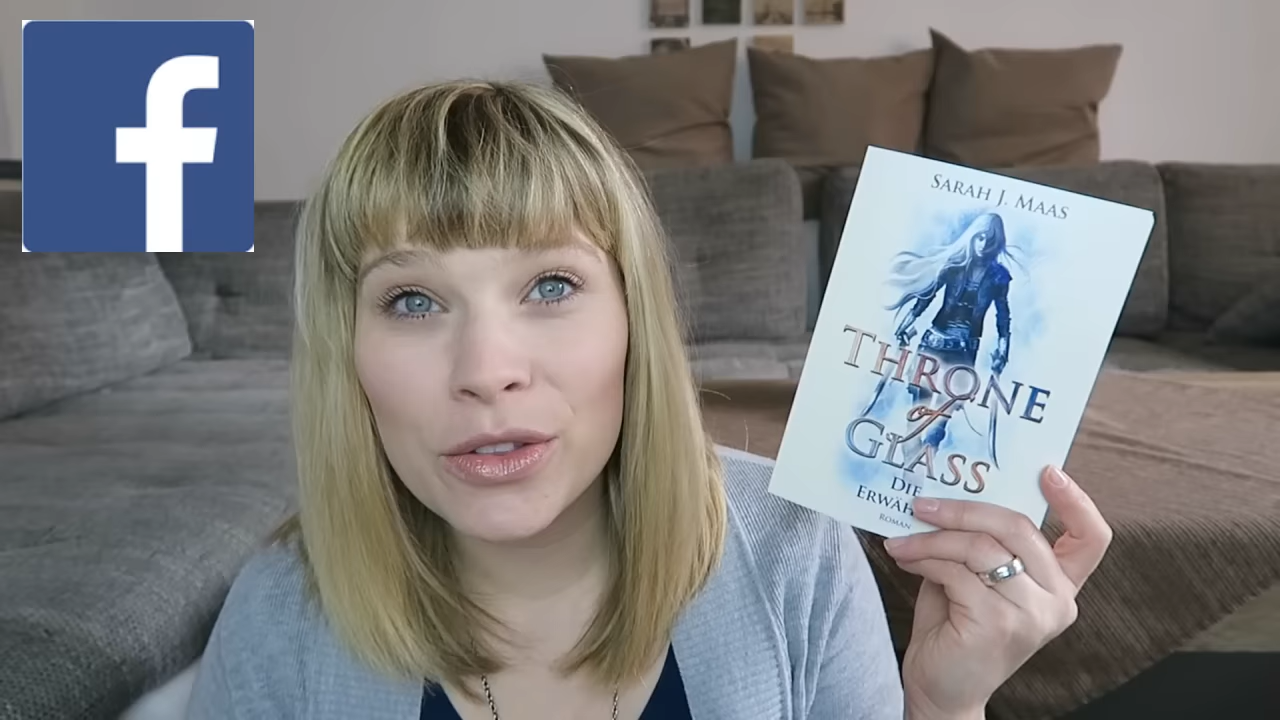 f
SARAH J. MAAS
THRONE
of
GLASS
DIE
ROMAN